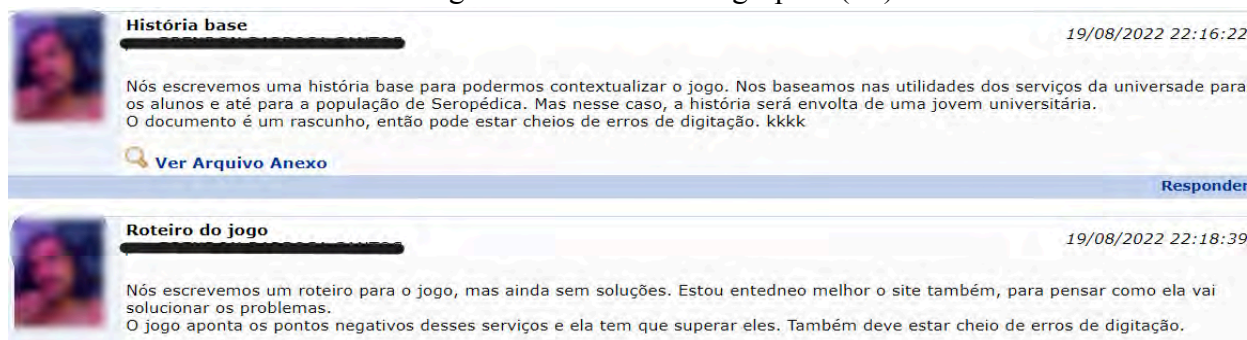 História base
19/08/2022 22:16:22
Nós escrevemos uma história base para podermos contextualizar o jogo. Nos baseamos nas utilidades dos serviços da universade para
os alunos e até para a população de Seropédica. Mas nesse caso, a história será envolta de uma jovem universitária.
O documento é um rascunho, então pode estar cheios de erros de digitação. kkkk
Ver Arquivo Anexo
Responder
Roteiro do jogo
19/08/2022 22:18:39
Nós escrevemos um roteiro para o jogo, mas ainda sem soluções. Estou entedneo melhor o site também, para pensar como ela vai
solucionar os problemas.
O jogo aponta os pontos negativos desses serviços e ela tem que superar eles. Também deve estar cheio de erros de digitação.